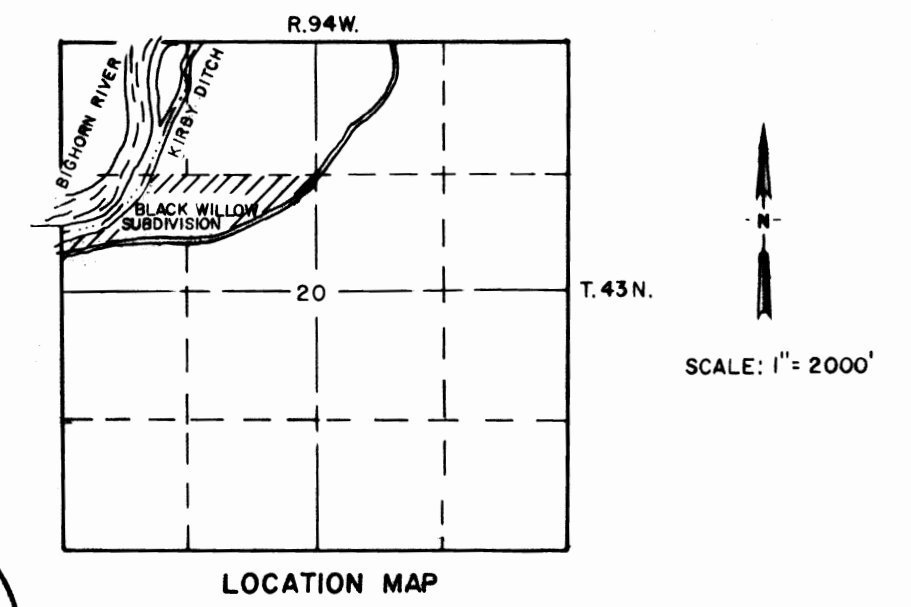 R.94W.
BIGHORN RIVER
KIRBY DITCH
BLACK WILLOW
SUBDIVISION
20
T.43N.
N
SCALE: 1"= 2000'
LOCATION MAP